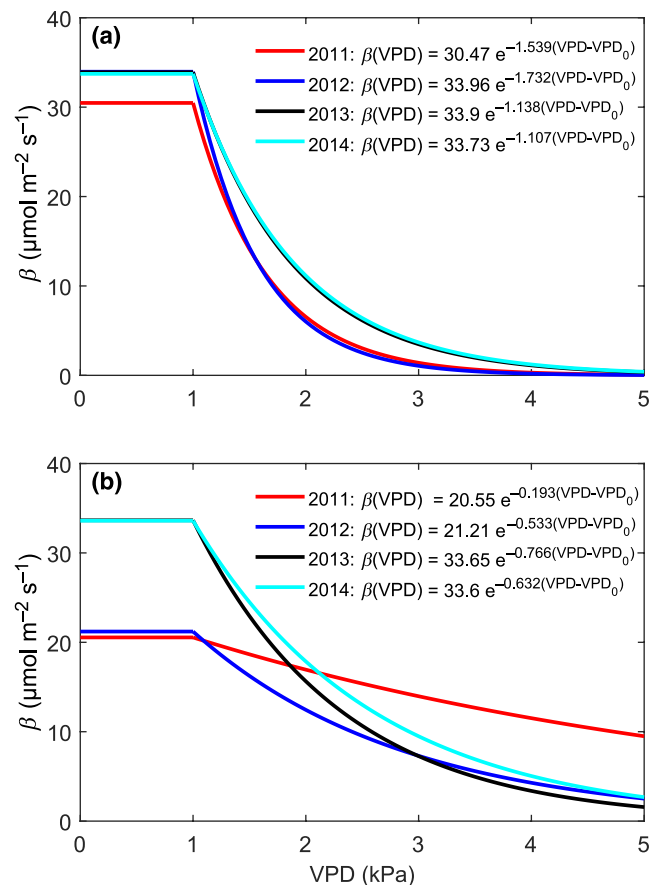 (a)
2011: β(VPD) = 30.47 e^−1.539(VPD-VPD₀)
2012: β(VPD) = 33.96 e^−1.732(VPD-VPD₀)
2013: β(VPD) = 33.9 e^−1.138(VPD-VPD₀)
2014: β(VPD) = 33.73 e^−1.107(VPD-VPD₀)
β (μmol m⁻² s⁻¹)
40
30
20
10
0
0 1 2 3 4 5
(b)
2011: β(VPD) = 20.55 e^−0.193(VPD-VPD₀)
2012: β(VPD) = 21.21 e^−0.533(VPD-VPD₀)
2013: β(VPD) = 33.65 e^−0.766(VPD-VPD₀)
2014: β(VPD) = 33.6 e^−0.632(VPD-VPD₀)
β (μmol m⁻² s⁻¹)
40
30
20
10
0
0 1 2 3 4 5
VPD (kPa)